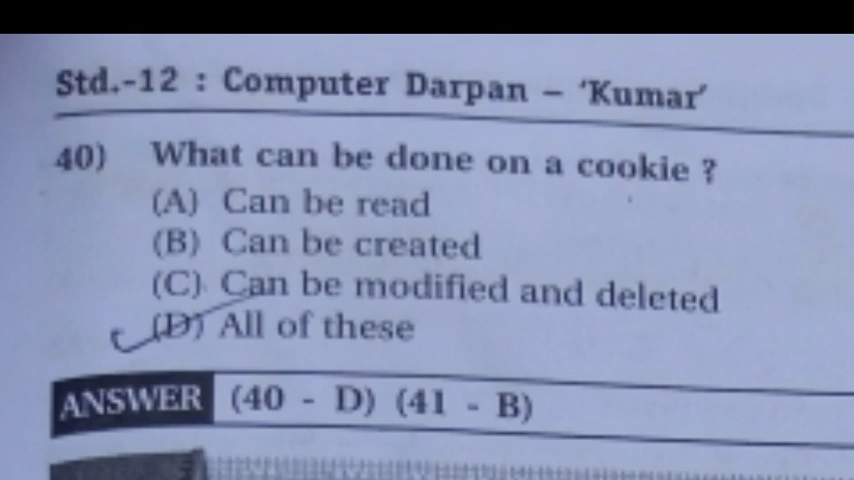 Std.-12 : Computer Darpan – ‘Kumar’
40) What can be done on a cookie ?
(A) Can be read
(B) Can be created
(C) Can be modified and deleted
(D) All of these
ANSWER (40 - D) (41 - B)